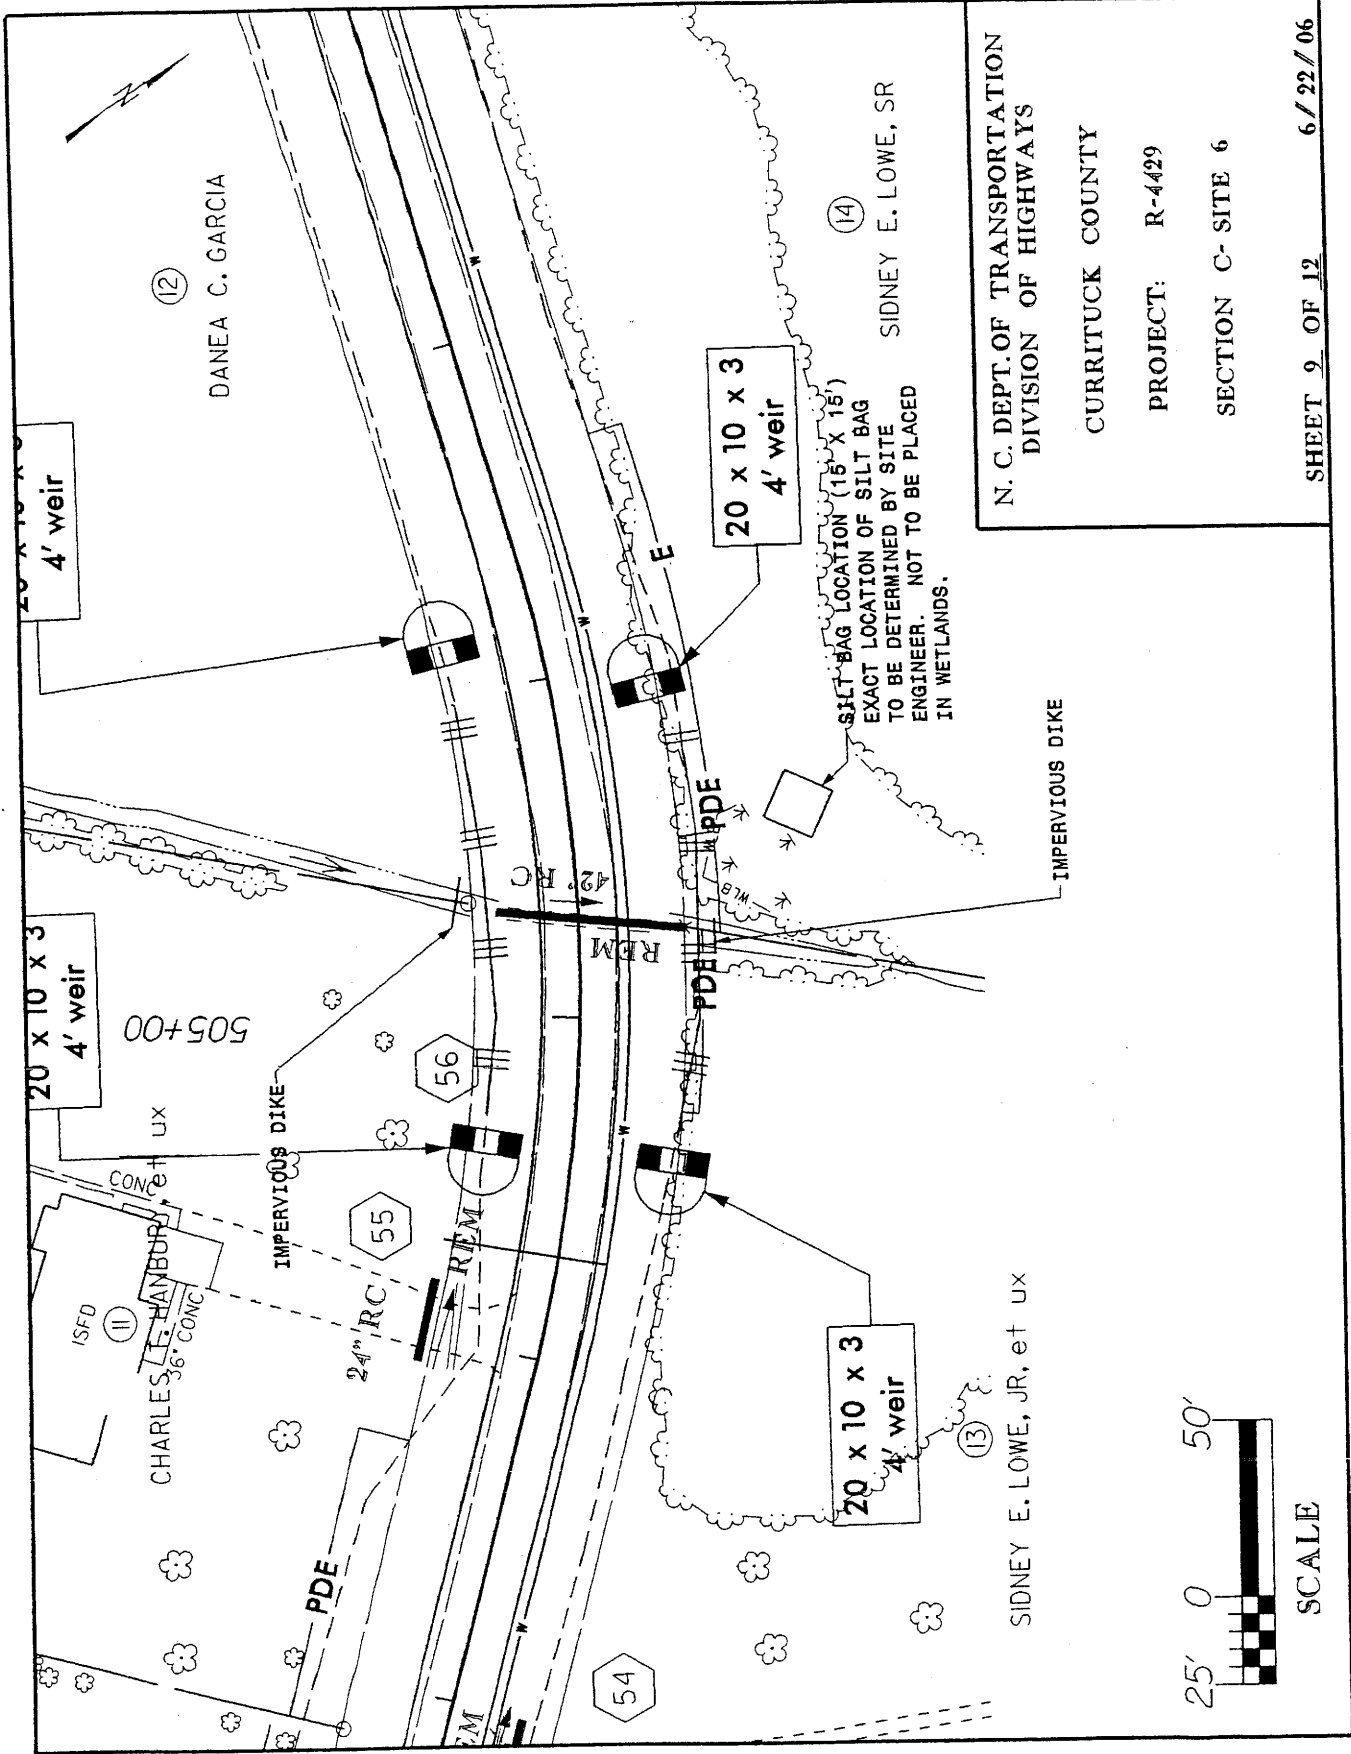 N
12
DANEA C. GARCIA
14
SIDNEY E. LOWE, SR
4' weir
20 x 10 x 3
4' weir
20 x 10 x 3
4' weir
SILT BAG LOCATION (15' X 15')
EXACT LOCATION OF SILT BAG
TO BE DETERMINED BY SITE
ENGINEER. NOT TO BE PLACED
IN WETLANDS.
E
PDE
PDE
WLB
42" RC
REM
505+00
IMPERVIOUS DIKE
IMPERVIOUS DIKE
56
55
54
CONC
ISFD
11
CHARLES T. HANBURY, et ux
36" CONC
24" RC
REM
PDE
W
W
W
W
20 x 10 x 3
4' weir
13
SIDNEY E. LOWE, JR, et ux
25' 0 50'
SCALE
N. C. DEPT. OF TRANSPORTATION
DIVISION OF HIGHWAYS
CURRITUCK COUNTY
PROJECT: R-4429
SECTION C- SITE 6
SHEET 9 OF 12 6/22/06